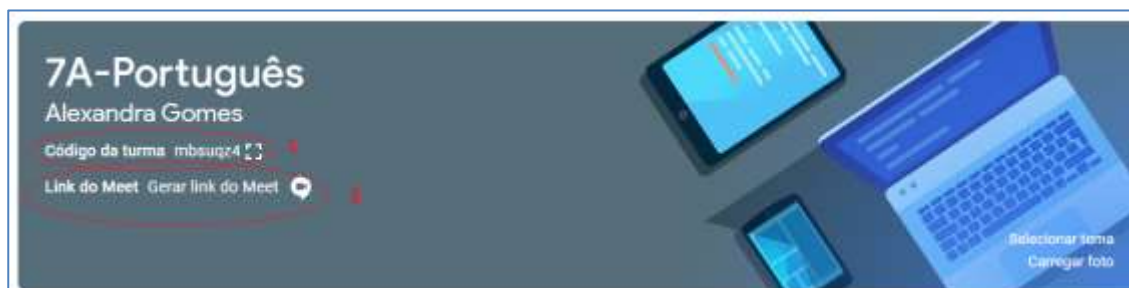 7A-Português
Alexandra Gomes
Código da turma mbsuqz4
Link do Meet Gerar link do Meet
Selecionar tema
Carregar foto